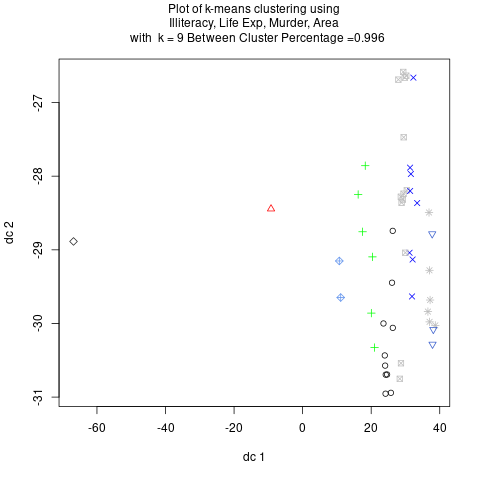 Plot of k-means clustering using
Illiteracy, Life Exp, Murder, Area
with k = 9 Between Cluster Percentage =0.996
-27
-28
-29
-30
-31
dc 2
-60
-40
-20
0
20
40
dc 1